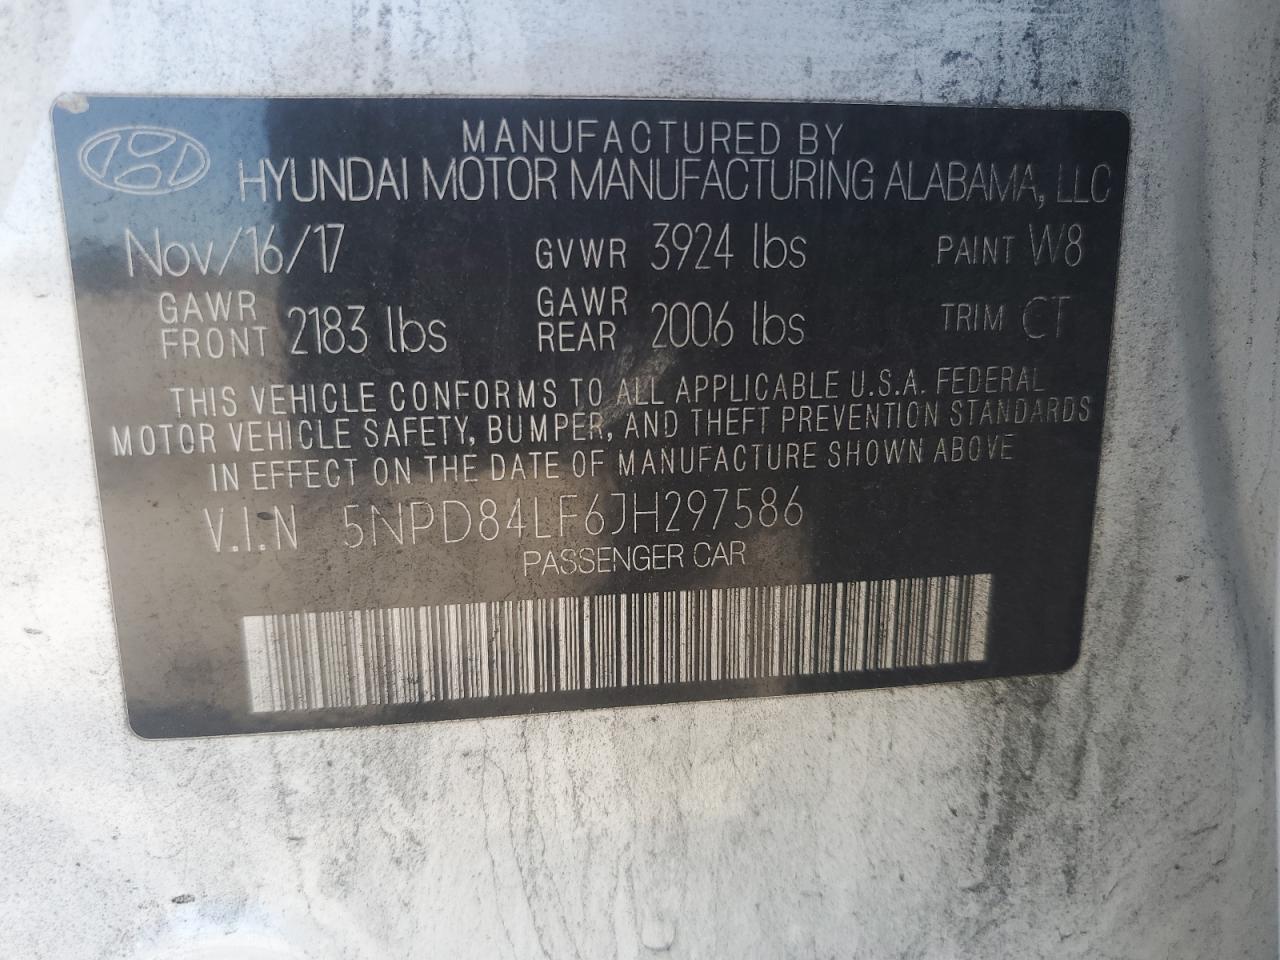 MANUFACTURED BY
HYUNDAI MOTOR MANUFACTURING ALABAMA, LLC
Nov/16/17 GVWR 3924 lbs PAINT W8
GAWR FRONT 2183 lbs GAWR REAR 2006 lbs TRIM CT
THIS VEHICLE CONFORMS TO ALL APPLICABLE U.S.A. FEDERAL
MOTOR VEHICLE SAFETY, BUMPER, AND THEFT PREVENTION STANDARDS
IN EFFECT ON THE DATE OF MANUFACTURE SHOWN ABOVE
V.I.N 5NPD84LF6JH297586
PASSENGER CAR